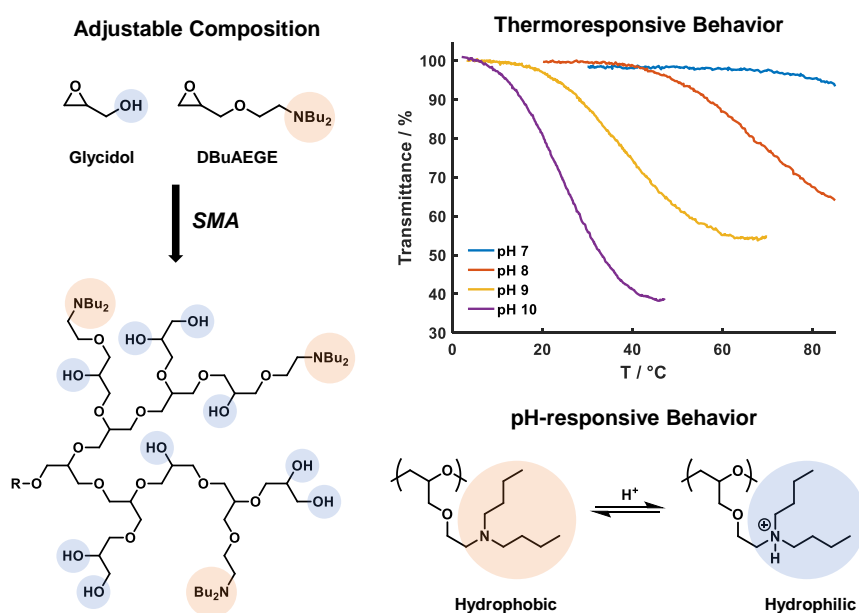 Adjustable Composition
O
OH
Glycidol
O
O
NBu2
DBuAEGE
SMA
NBu2
O
HO
O
HO
OH
O
O
O
O
HO
O
NBu2
O
O
R
O
O
O
HO
O
O
O
OH
OH
O
O
HO
HO
Bu2N
Thermoresponsive Behavior
Transmittance / %
100
90
80
70
60
50
40
30
pH 7
pH 8
pH 9
pH 10
0
20
40
60
80
T / °C
pH-responsive Behavior
O
O
N
Hydrophobic
H+
O
O
N
+
H
Hydrophilic